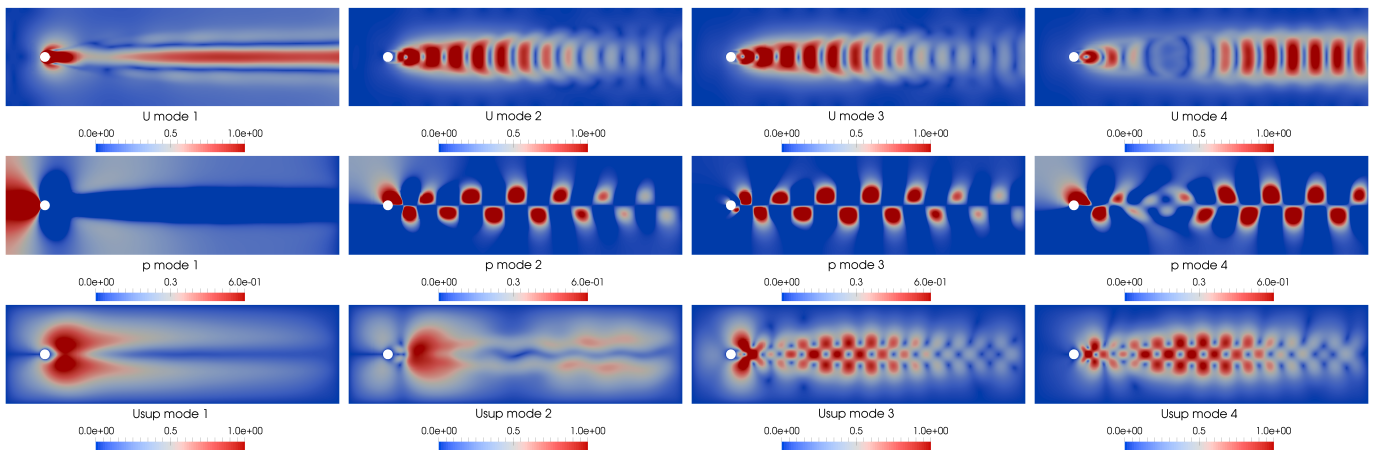 U mode 1 U mode 2 U mode 3 U mode 4
0.0e+00 0.5 1.0e+00 0.0e+00 0.5 1.0e+00 0.0e+00 0.5 1.0e+00 0.0e+00 0.5 1.0e+00
p mode 1 p mode 2 p mode 3 p mode 4
0.0e+00 0.3 6.0e-01 0.0e+00 0.3 6.0e-01 0.0e+00 0.3 6.0e-01 0.0e+00 0.3 6.0e-01
Usup mode 1 Usup mode 2 Usup mode 3 Usup mode 4
0.0e+00 0.5 1.0e+00 0.0e+00 0.5 1.0e+00 0.0e+00 0.5 1.0e+00 0.0e+00 0.5 1.0e+00